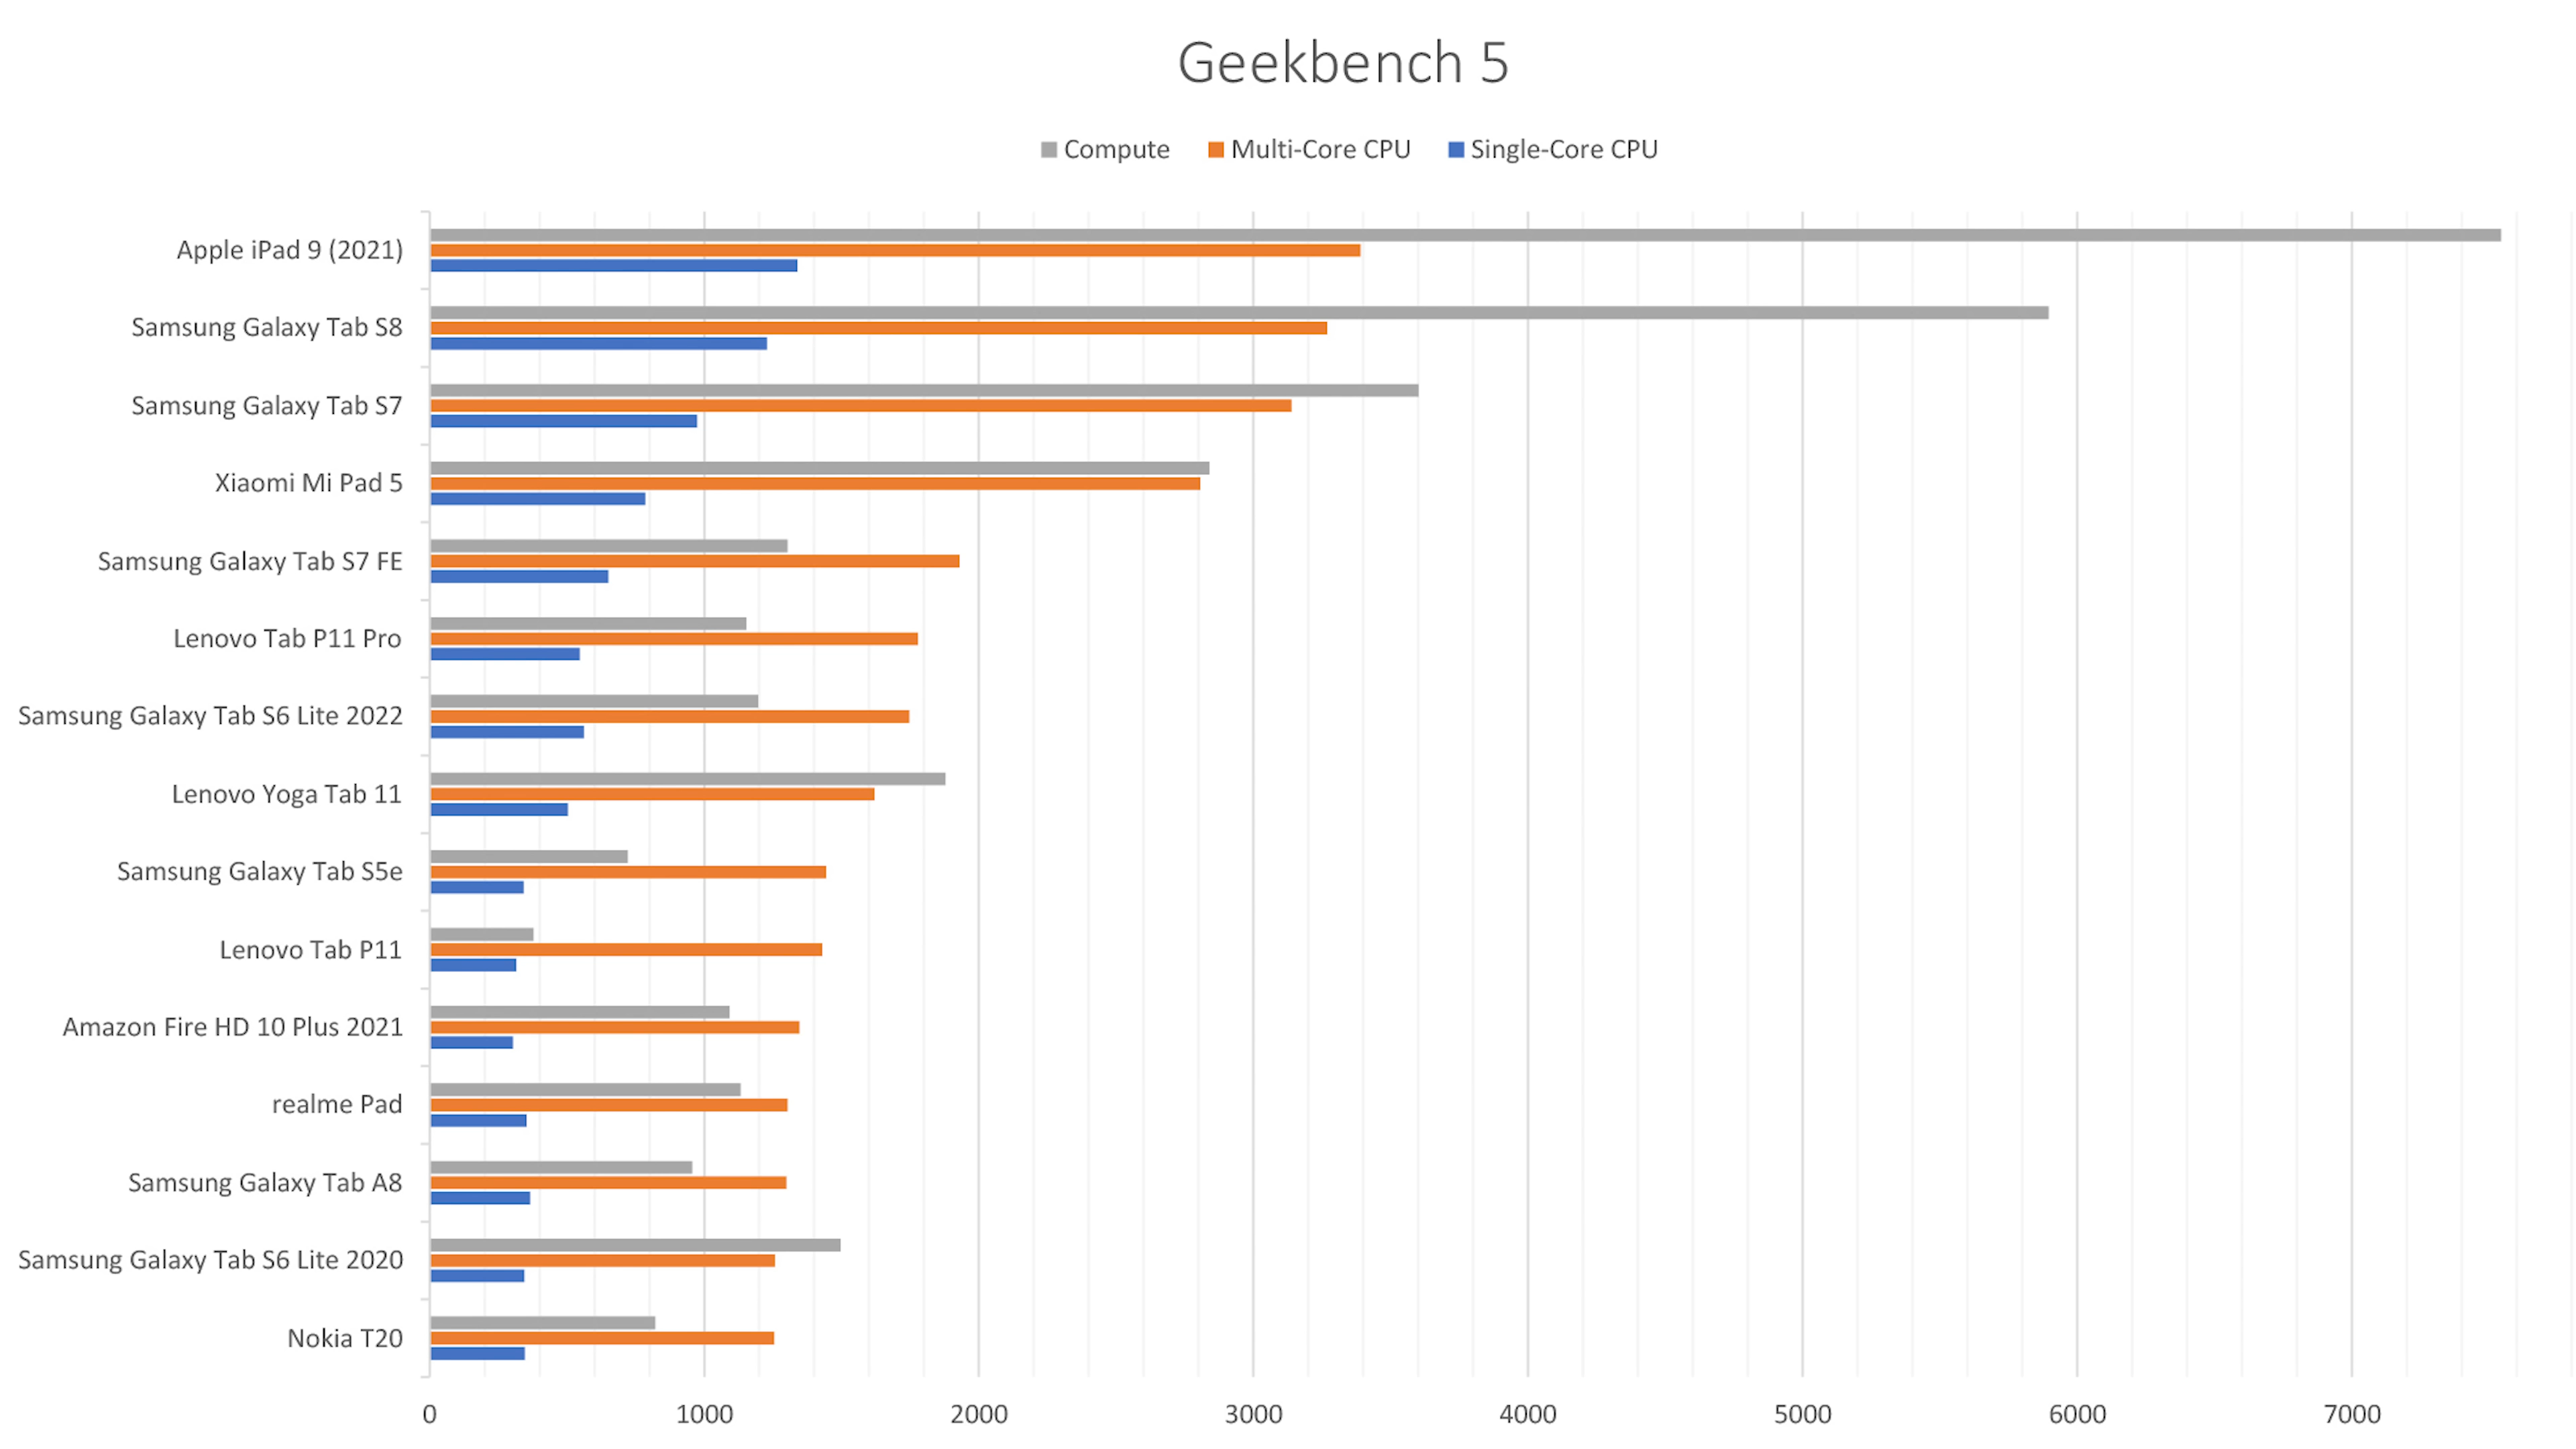 Geekbench 5
Compute Multi-Core CPU Single-Core CPU
Apple iPad 9 (2021)
Samsung Galaxy Tab S8
Samsung Galaxy Tab S7
Xiaomi Mi Pad 5
Samsung Galaxy Tab S7 FE
Lenovo Tab P11 Pro
Samsung Galaxy Tab S6 Lite 2022
Lenovo Yoga Tab 11
Samsung Galaxy Tab S5e
Lenovo Tab P11
Amazon Fire HD 10 Plus 2021
realme Pad
Samsung Galaxy Tab A8
Samsung Galaxy Tab S6 Lite 2020
Nokia T20
0 1000 2000 3000 4000 5000 6000 7000